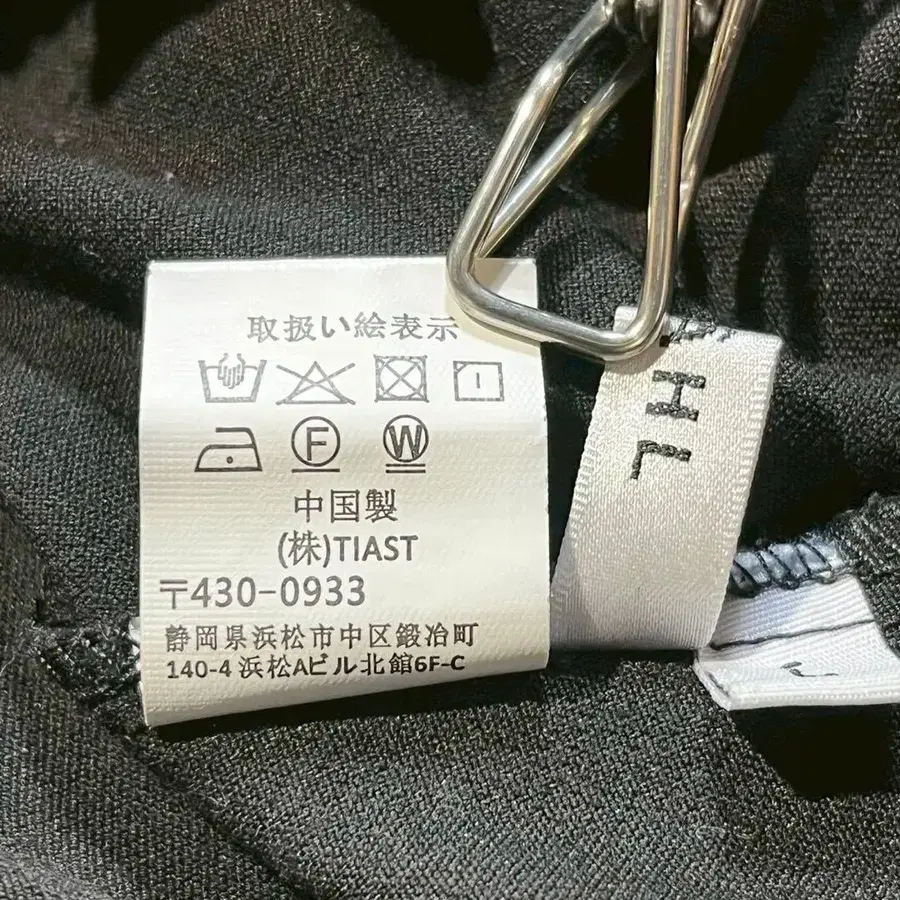 取扱い絵表示
F W
中国製
(株)TIAST
〒430-0933
静岡県浜松市中区鍛冶町
140-4 浜松Aビル北館6F-C
H
L